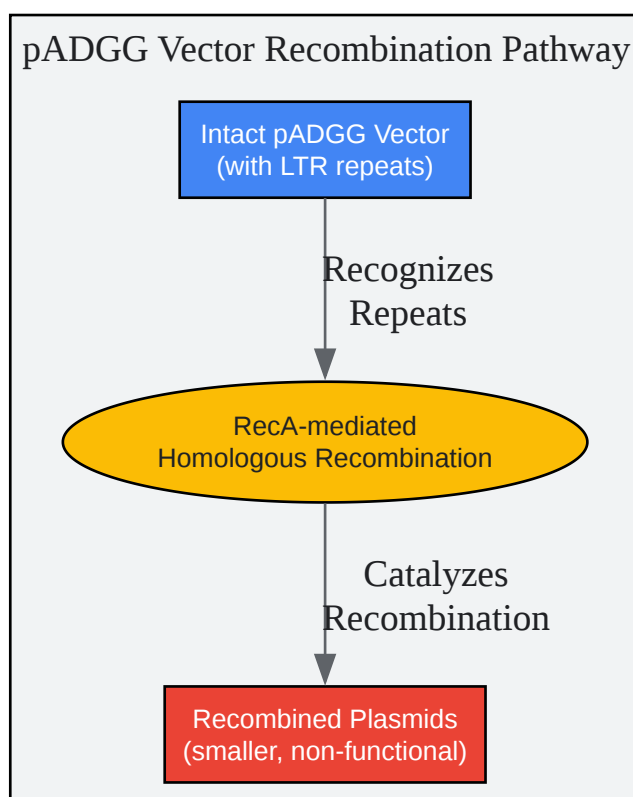 pADGG Vector Recombination Pathway
Intact pADGG Vector
(with LTR repeats)
Recognizes
Repeats
RecA-mediated
Homologous Recombination
Catalyzes
Recombination
Recombined Plasmids
(smaller, non-functional)